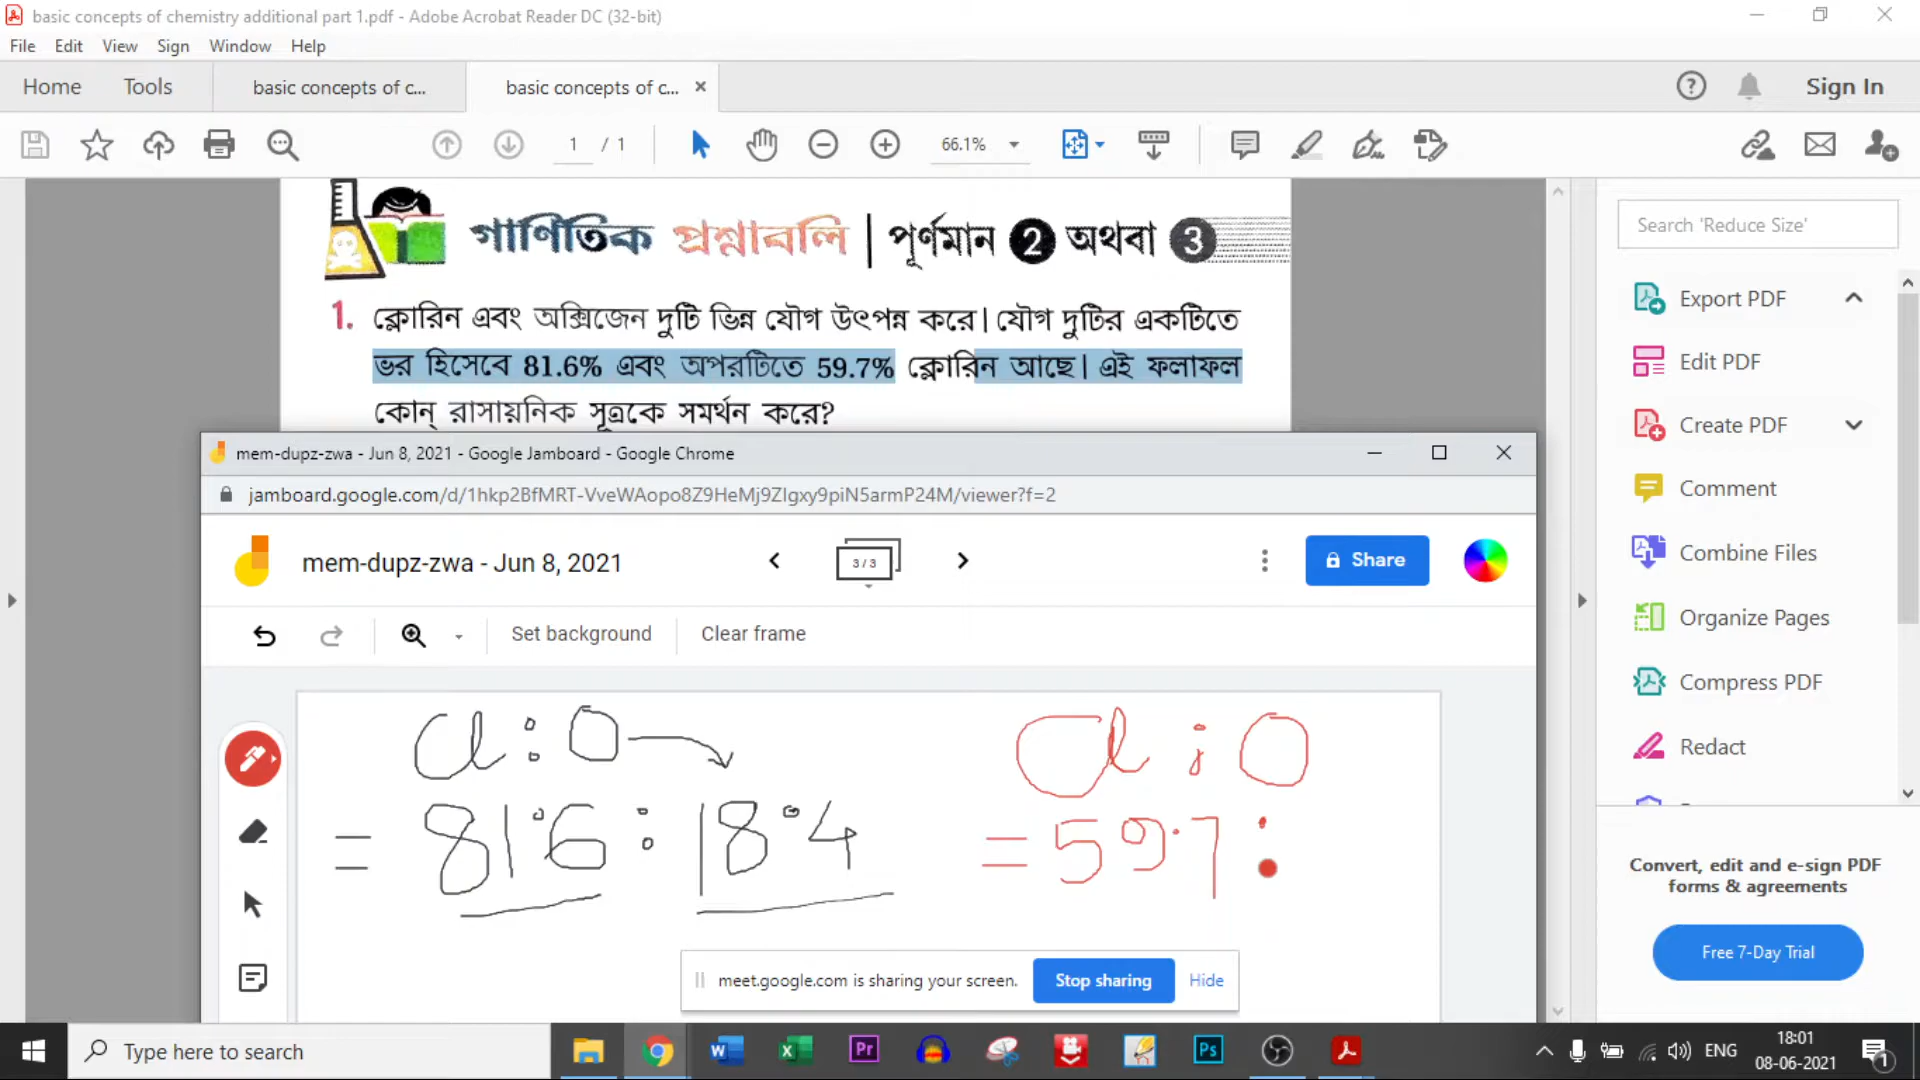 basic concepts of chemistry additional part 1.pdf - Adobe Acrobat Reader DC (32-bit)
File Edit View Sign Window Help
Home Tools basic concepts of c... basic concepts of c... × Sign In
1 / 1 66.1%
গাণিতিক প্রশ্নাবলি | পূর্ণমান 2 অথবা 3
1. ক্লোরিন এবং অক্সিজেন দুটি ভিন্ন যৌগ উৎপন্ন করে। যৌগ দুটির একটিতে
ভর হিসেবে 81.6% এবং অপরটিতে 59.7% ক্লোরিন আছে। এই ফলাফল
কোন্ রাসায়নিক সূত্রকে সমর্থন করে?
Search 'Reduce Size'
Export PDF
Edit PDF
Create PDF
Comment
Combine Files
Organize Pages
Compress PDF
Redact
Convert, edit and e-sign PDF
forms & agreements
Free 7-Day Trial
mem-dupz-zwa - Jun 8, 2021 - Google Jamboard - Google Chrome
jamboard.google.com/d/1hkp2BfMRT-VveWAopo8Z9HeMj9ZIgxy9piN5armP24M/viewer?f=2
mem-dupz-zwa - Jun 8, 2021 3 / 3 Share
Set background Clear frame
Cl : O Cl : O
= 81.6 : 18.4 = 59.7 :
meet.google.com is sharing your screen. Stop sharing Hide
Type here to search ENG 18:01
08-06-2021